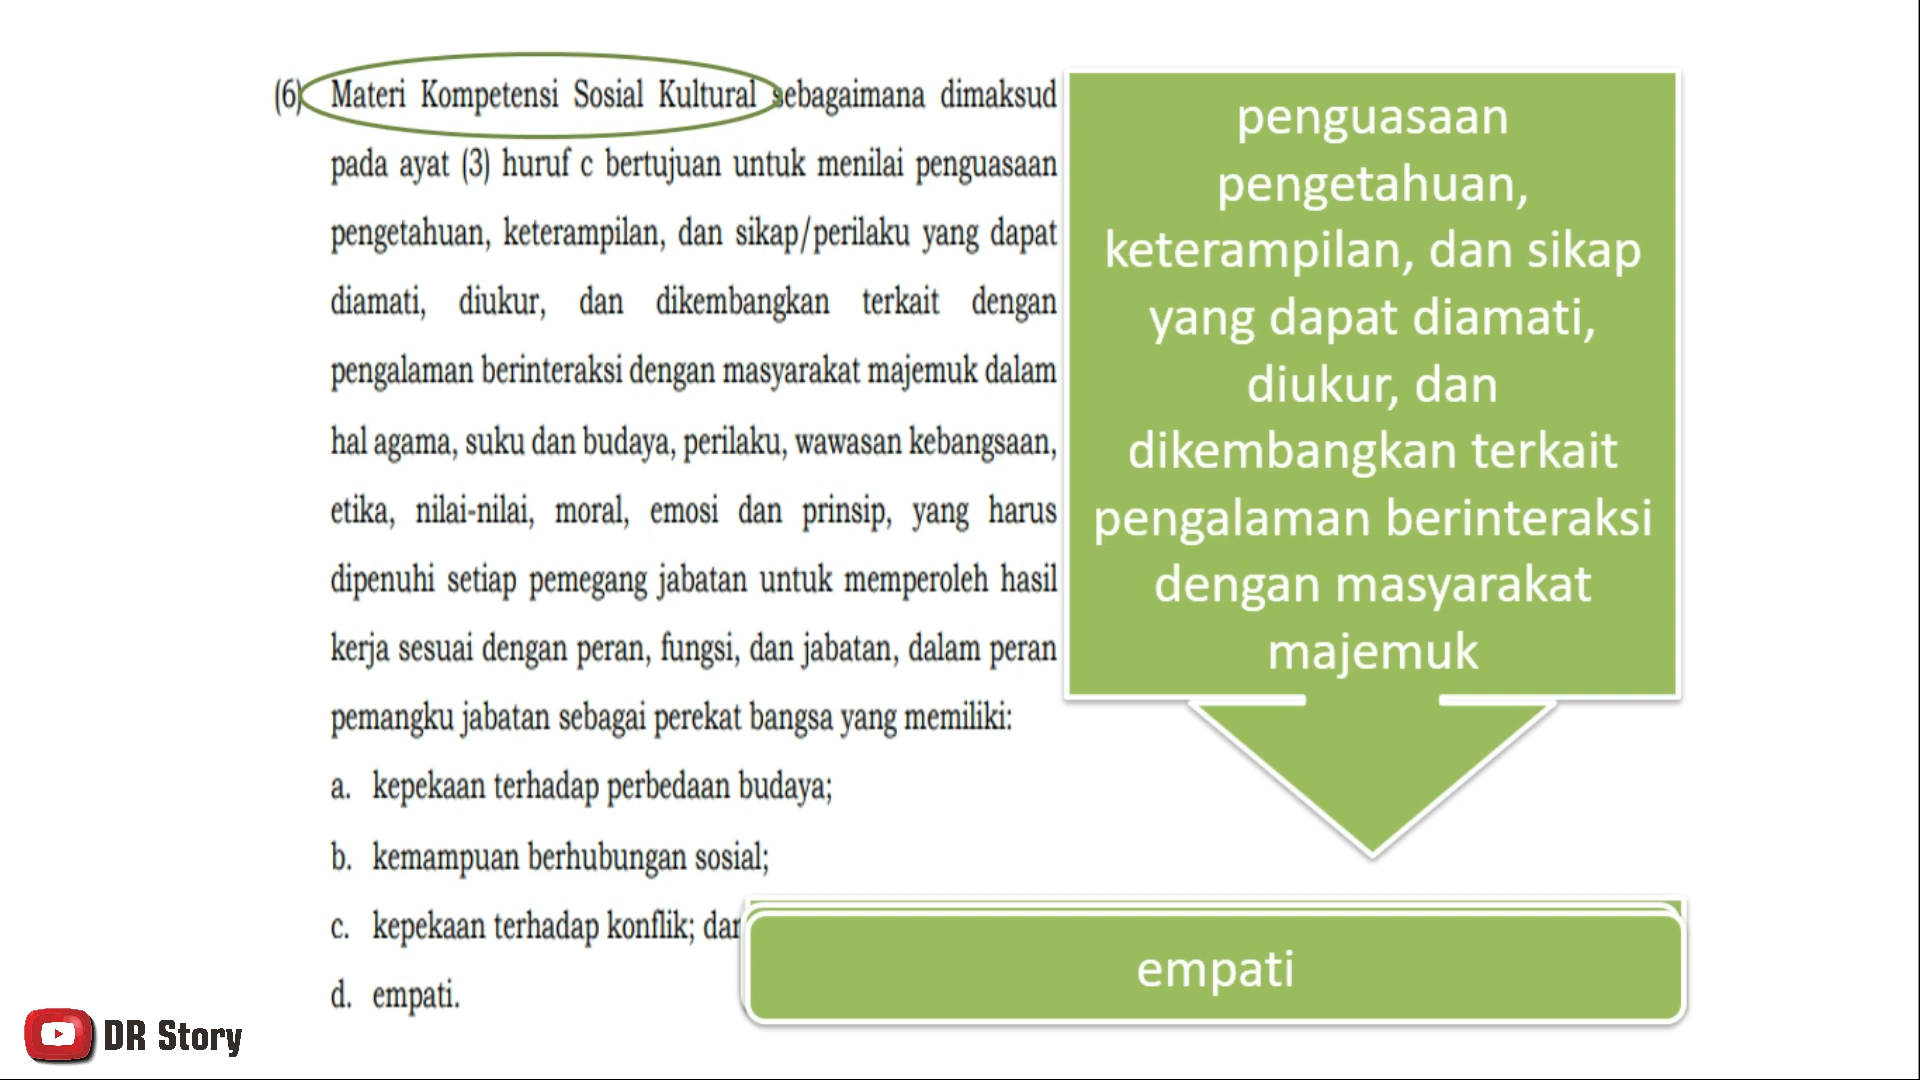 (6) Materi Kompetensi Sosial Kultural sebagaimana dimaksud
pada ayat (3) huruf c bertujuan untuk menilai penguasaan
pengetahuan, keterampilan, dan sikap/perilaku yang dapat
diamati, diukur, dan dikembangkan terkait dengan
pengalaman berinteraksi dengan masyarakat majemuk dalam
hal agama, suku dan budaya, perilaku, wawasan kebangsaan,
etika, nilai-nilai, moral, emosi dan prinsip, yang harus
dipenuhi setiap pemegang jabatan untuk memperoleh hasil
kerja sesuai dengan peran, fungsi, dan jabatan, dalam peran
pemangku jabatan sebagai perekat bangsa yang memiliki:
a. kepekaan terhadap perbedaan budaya;
b. kemampuan berhubungan sosial;
c. kepekaan terhadap konflik;
d. empati.
penguasaan
pengetahuan,
keterampilan, dan sikap
yang dapat diamati,
diukur, dan
dikembangkan terkait
pengalaman berinteraksi
dengan masyarakat
majemuk
empati
DR Story